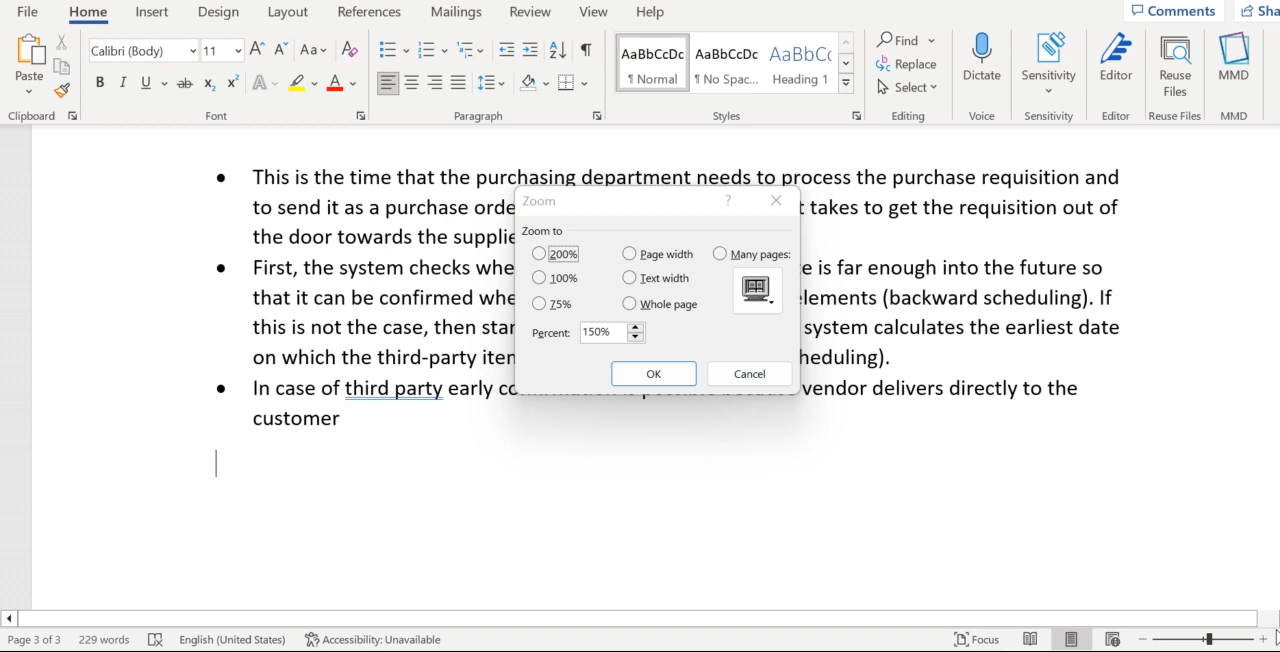 File Home Insert Design Layout References Mailings Review View Help Comments Sha
Calibri (Body) 11 Aa AaBbCcDc AaBbCcDc AaBbCc Find
Paste ¶ Normal ¶ No Spac... Heading 1 Replace Dictate Sensitivity Editor Reuse Files MMD
B I U ab x₂ x² A A Select
Clipboard Font Paragraph Styles Editing Voice Sensitivity Editor Reuse Files MMD
• This is the time that the purchasing department needs to process the purchase requisition and
to send it as a purchase orde t takes to get the requisition out of
the door towards the supplie
• First, the system checks whe e is far enough into the future so
that it can be confirmed whe elements (backward scheduling). If
this is not the case, then star system calculates the earliest date
on which the third-party iten heduling).
• In case of third party early vendor delivers directly to the
customer
Zoom ?
Zoom to
200% Page width Many pages:
100% Text width
75% Whole page
Percent: 150%
OK Cancel
Page 3 of 3 229 words English (United States) Accessibility: Unavailable Focus